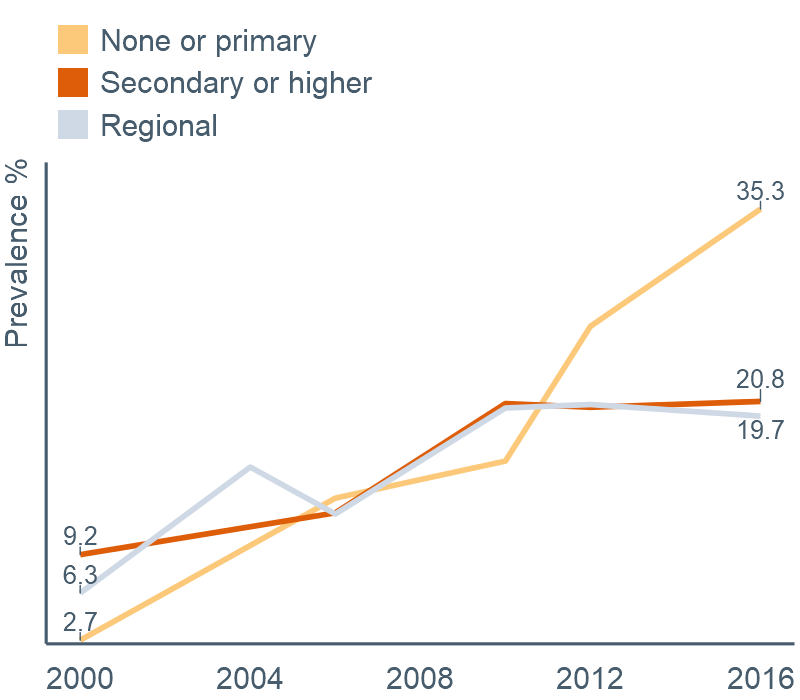 None or primary
Secondary or higher
Regional
Prevalence %
35.3
20.8
19.7
9.2
6.3
2.7
2000 2004 2008 2012 2016